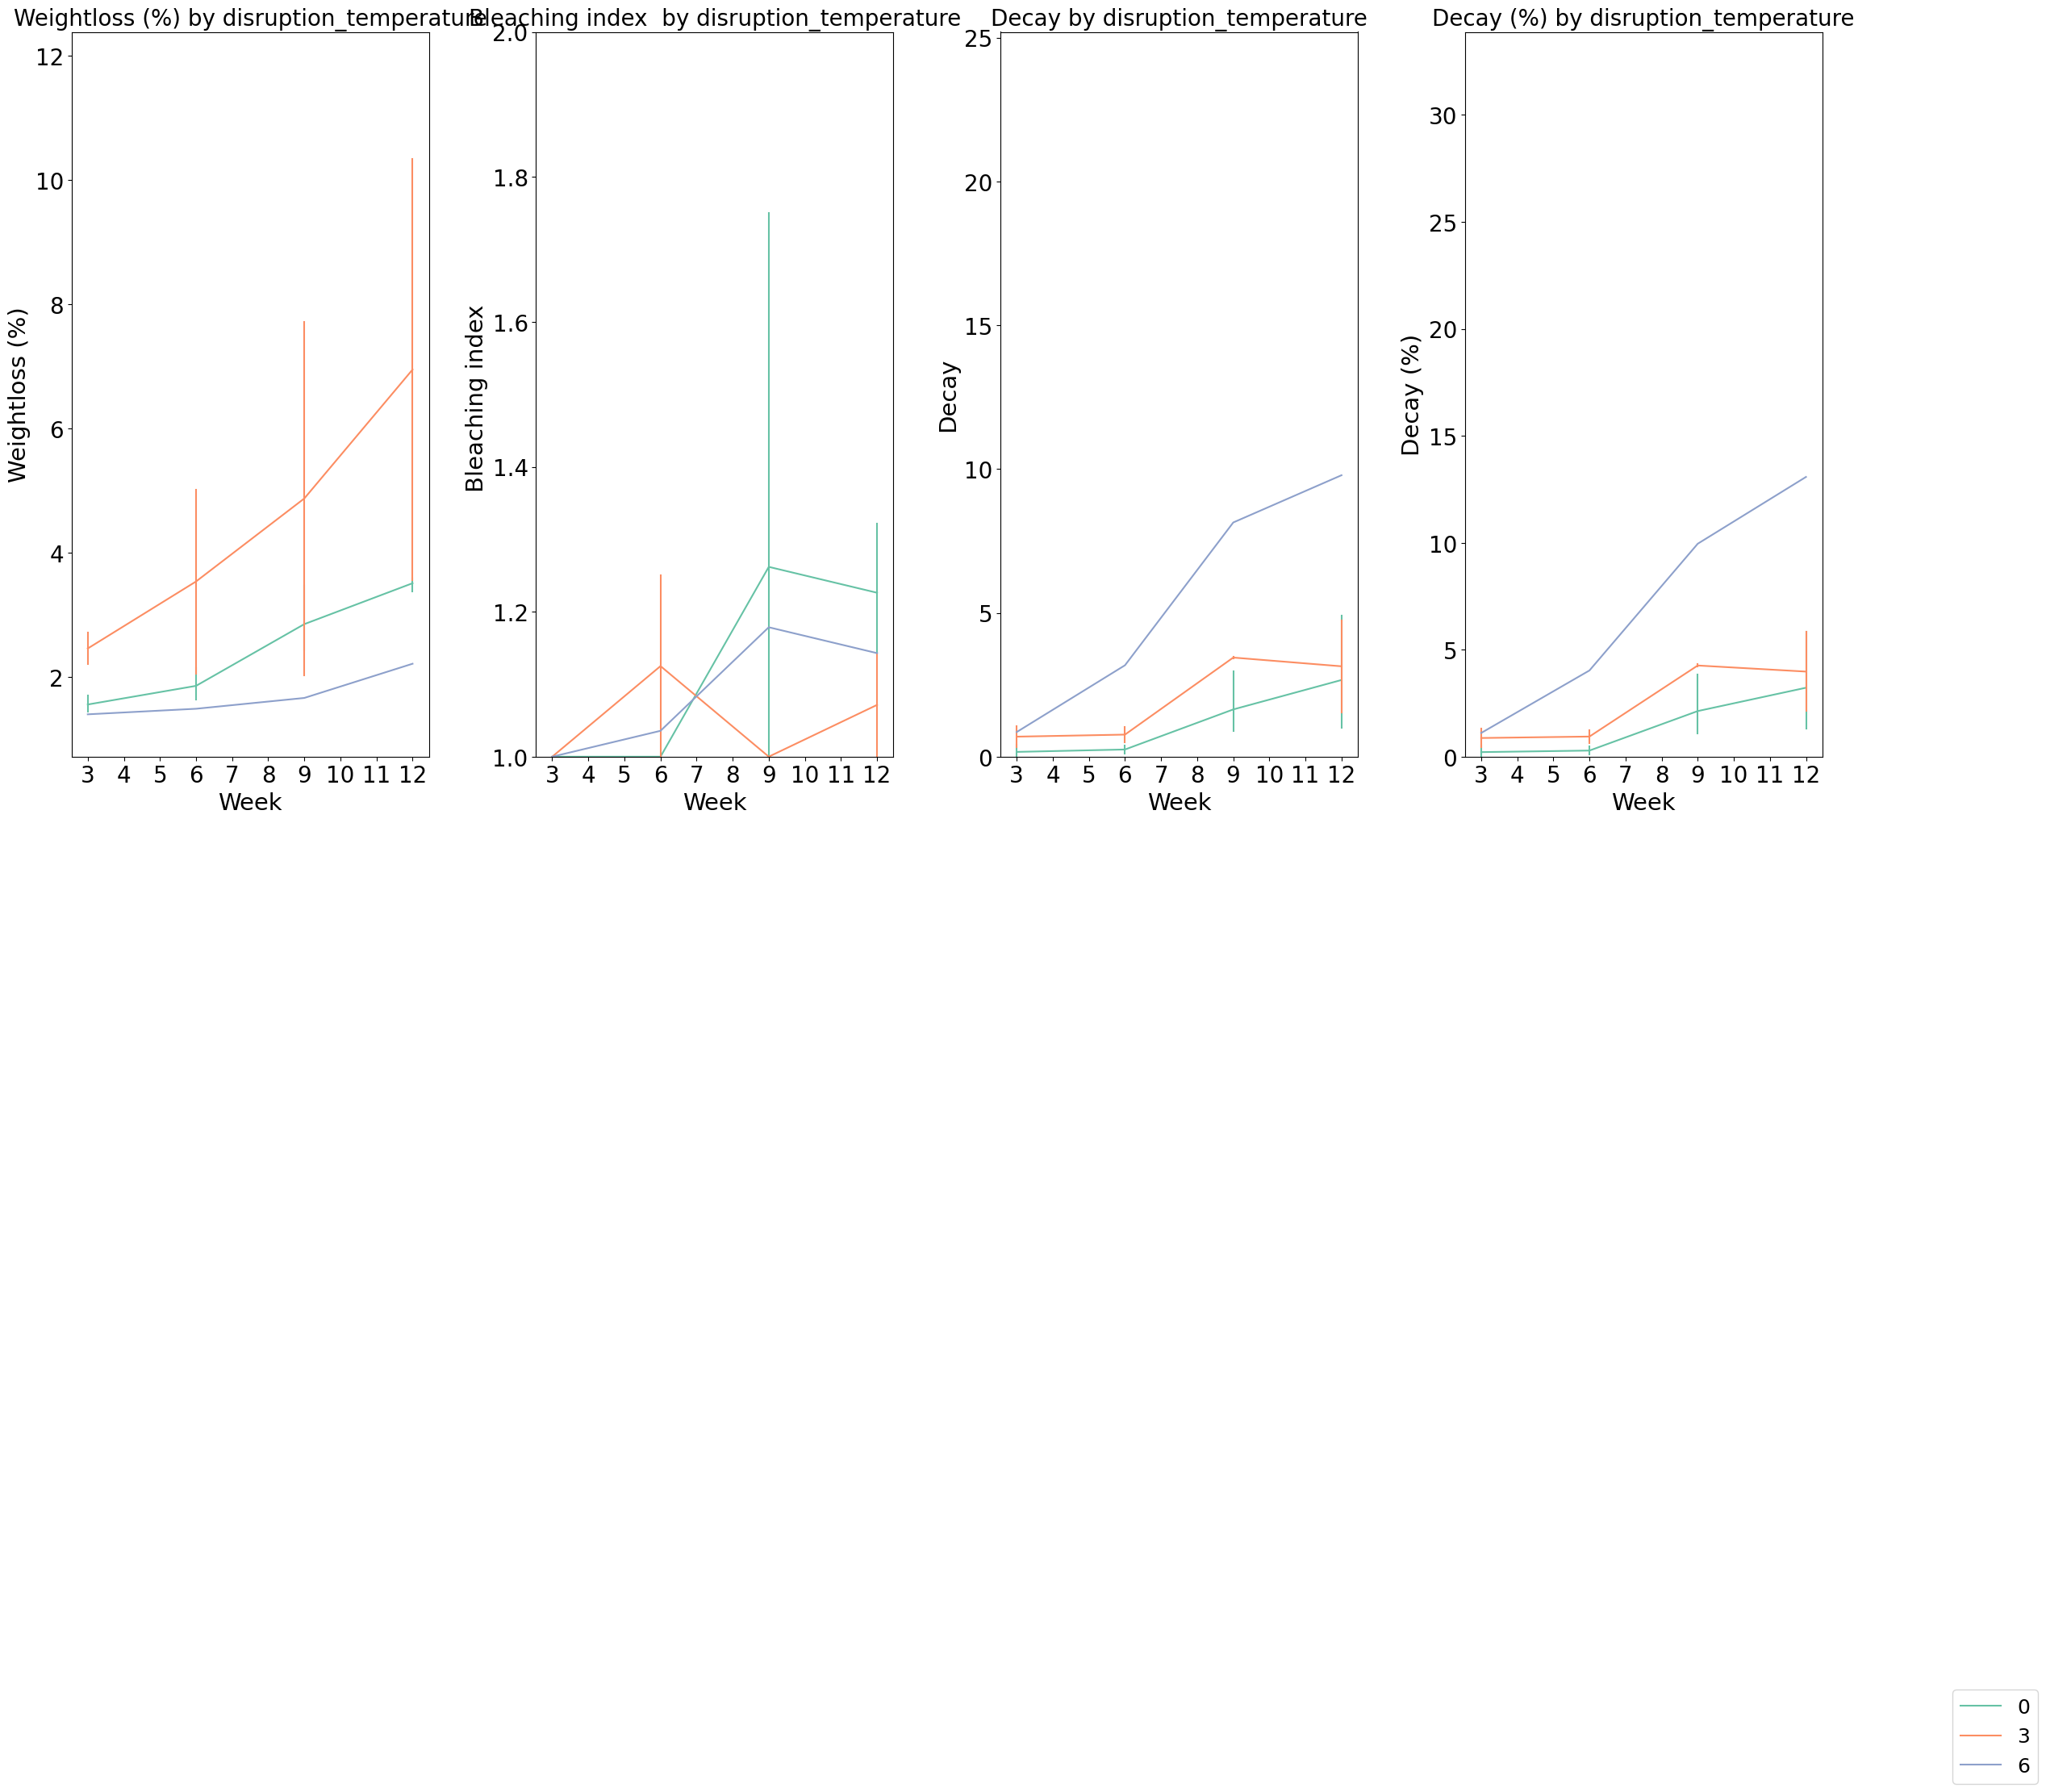 Weightloss (%) by disruption_temperature
12
10
8
6
4
2
Weightloss (%)
3 4 5 6 7 8 9 10 11 12
Week
Bleaching index  by disruption_temperature
2.0
1.8
1.6
1.4
1.2
1.0
Bleaching index
3 4 5 6 7 8 9 10 11 12
Week
Decay by disruption_temperature
25
20
15
10
5
0
Decay
3 4 5 6 7 8 9 10 11 12
Week
Decay (%) by disruption_temperature
30
25
20
15
10
5
0
Decay (%)
3 4 5 6 7 8 9 10 11 12
Week
0
3
6